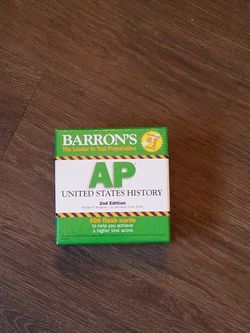 BARRON'S
The Leader in Test Preparation
#1
AP
UNITED STATES HISTORY
2nd Edition
500 flash cards
to help you achieve
a higher test score